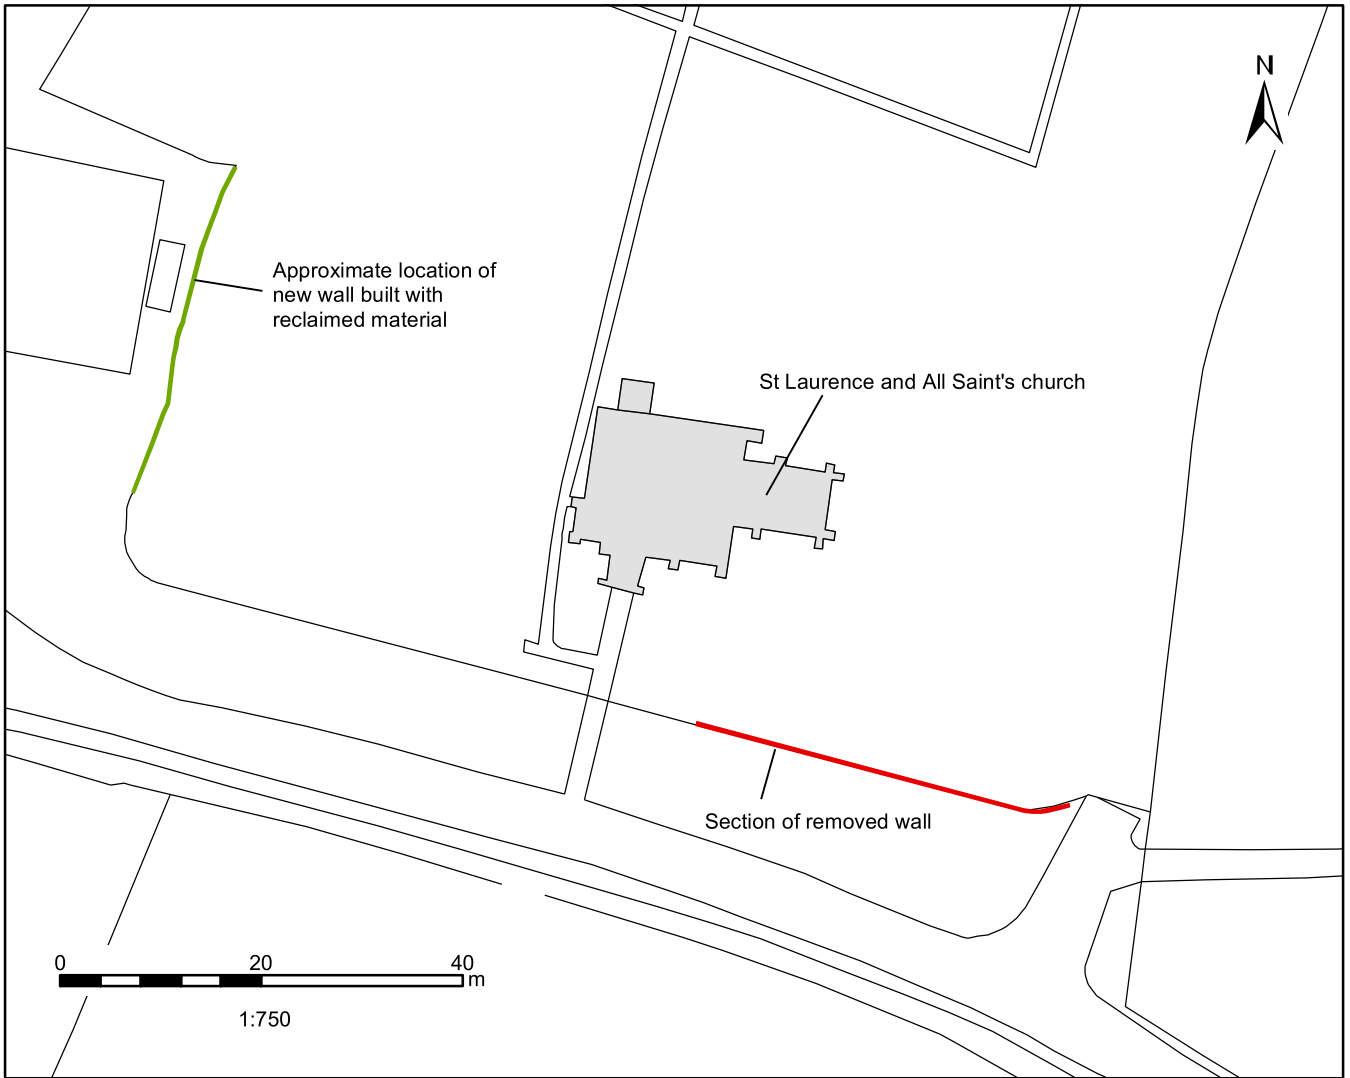 N
Approximate location of
new wall built with
reclaimed material
St Laurence and All Saint's church
Section of removed wall
0 20 40
m
1:750